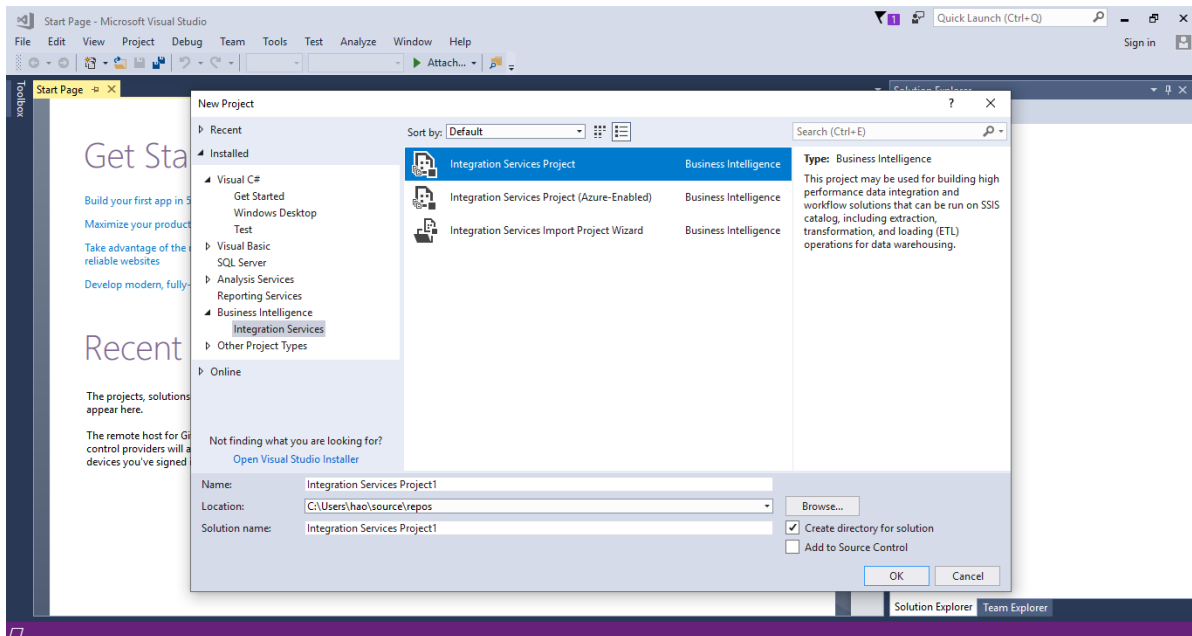 Start Page - Microsoft Visual Studio
1
Quick Launch (Ctrl+Q)
File Edit View Project Debug Team Tools Test Analyze Window Help
Sign in
Attach...
Toolbox
Start Page
Solution Explorer
New Project
?
Get Sta
Build your first app in 5
Maximize your product
Take advantage of the
reliable websites
Develop modern, fully-
Recent
The projects, solutions
appear here.
The remote host for Gi
control providers will a
devices you've signed
Recent
Installed
Visual C#
Get Started
Windows Desktop
Test
Visual Basic
SQL Server
Analysis Services
Reporting Services
Business Intelligence
Integration Services
Other Project Types
Online
Not finding what you are looking for?
Open Visual Studio Installer
Sort by: Default
Integration Services Project Business Intelligence
Integration Services Project (Azure-Enabled) Business Intelligence
Integration Services Import Project Wizard Business Intelligence
Search (Ctrl+E)
Type: Business Intelligence
This project may be used for building high
performance data integration and
workflow solutions that can be run on SSIS
catalog, including extraction,
transformation, and loading (ETL)
operations for data warehousing.
Name: Integration Services Project1
Location: C:\Users\hao\source\repos
Browse...
Solution name: Integration Services Project1
Create directory for solution
Add to Source Control
OK Cancel
Solution Explorer Team Explorer